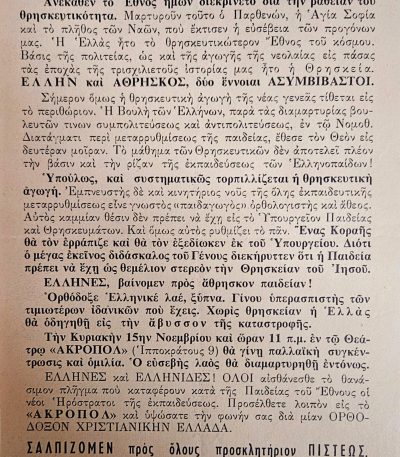 Ἀνέκαθεν τὸ Ἔθνος ἡμῶν διεκρίνετο διὰ τὴν βαθεῖαν του
θρησκευτικότητα. Μαρτυροῦν τοῦτο ὁ Παρθενών, ἡ Ἁγία Σοφία
καὶ τὸ πλῆθος τῶν Ναῶν, ποὺ ἔκτισεν ἡ εὐσέβεια τῶν προγόνων
μας. Ἡ Ἑλλὰς ἦτο τὸ θρησκευτικώτερον Ἔθνος τοῦ κόσμου.
Βάσις τῆς πολιτείας, ὡς καὶ τῆς ἀγωγῆς τῆς νεολαίας εἰς πάσας
τὰς ἐποχὰς τῆς τρισχιλιετοῦς ἱστορίας μας ἦτο ἡ Θρησκεία.
ΕΛΛΗΝ καὶ ΑΘΡΗΣΚΟΣ, δύο ἔννοιαι ΑΣΥΜΒΙΒΑΣΤΟΙ.
Σήμερον ὅμως ἡ θρησκευτικὴ ἀγωγὴ τῆς νέας γενεᾶς τίθεται εἰς
τὸ περιθώριον. Ἡ Βουλὴ τῶν Ἑλλήνων, παρὰ τὰς διαμαρτυρίας βου-
λευτῶν τινων συμπολιτεύσεως καὶ ἀντιπολιτεύσεως, ἐν τῷ Νομοθ.
Διατάγματι περὶ μεταρρυθμίσεως τῆς παιδείας, ἔθεσε τὸν Θεὸν εἰς
δευτέραν μοῖραν. Τὸ μάθημα τῶν Θρησκευτικῶν δὲν ἀποτελεῖ πλέον
τὴν βάσιν καὶ τὴν ρίζαν τῆς ἐκπαιδεύσεως τῶν Ἑλληνοπαίδων!
Ὑπούλως, καὶ συστηματικῶς τορπιλλίζεται ἡ θρησκευτικὴ
ἀγωγή. Ἐμπνευστὴς δὲ καὶ κινητήριος νοῦς τῆς ὅλης ἐκπαιδευτικῆς
μεταρρυθμίσεως εἶνε γνωστὸς «παιδαγωγὸς» ὀρθολογιστὴς καὶ ἄθεος.
Αὐτὸς καμμίαν θέσιν δὲν πρέπει νὰ ἔχῃ εἰς τὸ Ὑπουργεῖον Παιδείας
καὶ Θρησκευμάτων. Καὶ ὅμως αὐτὸς ρυθμίζει τὸ πᾶν. Ἕνας Κοραῆς
θὰ τὸν ἐρράπιζε καὶ θὰ τὸν ἐξεδίωκεν ἐκ τοῦ Ὑπουργείου. Διότι
ὁ μέγας ἐκεῖνος διδάσκαλος τοῦ Γένους διεκήρυττεν ὅτι ἡ Παιδεία
πρέπει νὰ ἔχῃ ὡς θεμέλιον στερεὸν τὴν Θρησκείαν τοῦ Ἰησοῦ.
ΕΛΛΗΝΕΣ, βαίνομεν πρὸς ἄθρησκον παιδείαν!
Ὀρθόδοξε Ἑλληνικὲ λαέ, ξύπνα. Γίνου ὑπερασπιστὴς τῶν
τιμιωτέρων ἰδανικῶν ποὺ ἔχεις. Χωρὶς θρησκείαν ἡ Ἑλλὰς
θὰ ὁδηγηθῇ εἰς τὴν ἄβυσσον τῆς καταστροφῆς.
Τὴν Κυριακὴν 15ην Νοεμβρίου καὶ ὥραν 11 π.μ. ἐν τῷ Θεά-
τρῳ «ΑΚΡΟΠΟΛ» (Ἱπποκράτους 9) θὰ γίνῃ παλλαϊκὴ συγκέν-
τρωσις καὶ ὁμιλία. Ὁ εὐσεβὴς λαὸς θὰ διαμαρτυρηθῇ ἐντόνως.
ΕΛΛΗΝΕΣ καὶ ΕΛΛΗΝΙΔΕΣ! ΟΛΟΙ αἰσθάνεσθε τὸ θανά-
σιμον πλῆγμα ποὺ καταφέρουν κατὰ τῆς Παιδείας τοῦ Ἔθνους οἱ
νέοι Ἡρόστρατοι τῆς ἐκπαιδεύσεως. Προσέλθετε λοιπὸν εἰς τὸ
«ΑΚΡΟΠΟΛ» καὶ ὑψώσατε τὴν φωνήν σας διὰ μίαν ΟΡΘΟ-
ΔΟΞΟΝ ΧΡΙΣΤΙΑΝΙΚΗΝ ΕΛΛΑΔΑ.
ΣΑΛΠΙΖΟΜΕΝ πρὸς ὅλους προσκλητήριον ΠΙΣΤΕΩΣ.